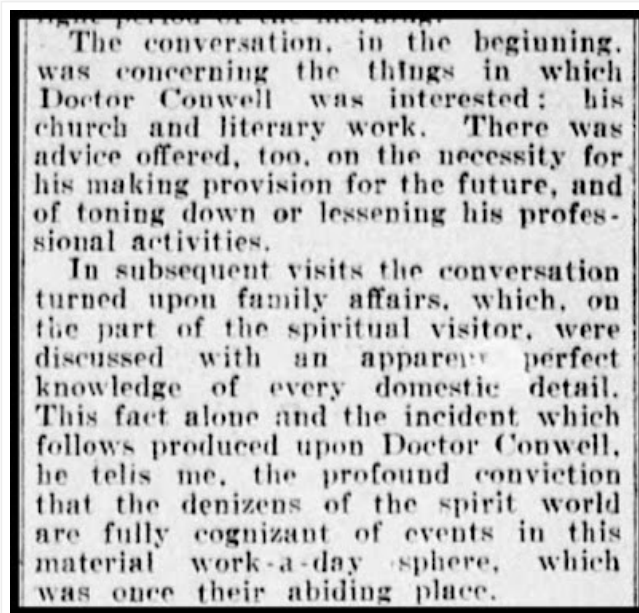 The conversation, in the beginning,
was concerning the things in which
Doctor Conwell was interested: his
church and literary work. There was
advice offered, too, on the necessity for
his making provision for the future, and
of toning down or lessening his profes-
sional activities.
In subsequent visits the conversation
turned upon family affairs, which, on
the part of the spiritual visitor, were
discussed with an apparent perfect
knowledge of every domestic detail.
This fact alone and the incident which
follows produced upon Doctor Conwell,
he tells me, the profound conviction
that the denizens of the spirit world
are fully cognizant of events in this
material work-a-day sphere, which
was once their abiding place.